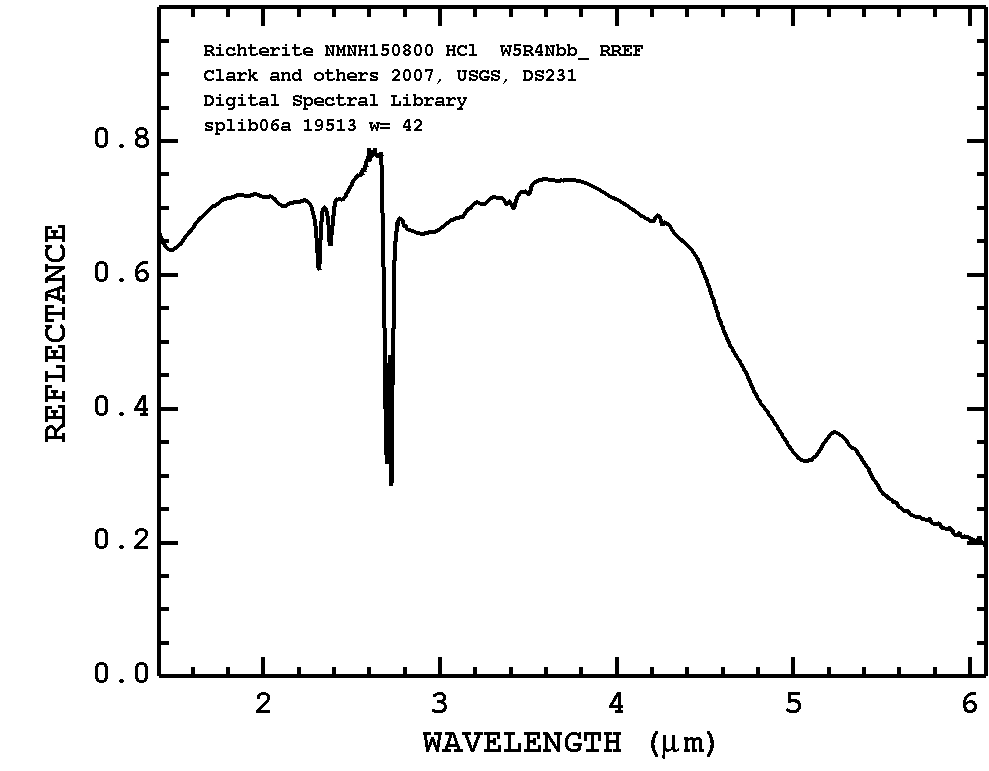 Richterite NMNH150800 HCl W5R4Nbb_ RREF
Clark and others 2007, USGS, DS231
Digital Spectral Library
splib06a 19513 w= 42
0.8
0.6
0.4
0.2
0.0
REFLECTANCE
2 3 4 5 6
WAVELENGTH (μm)